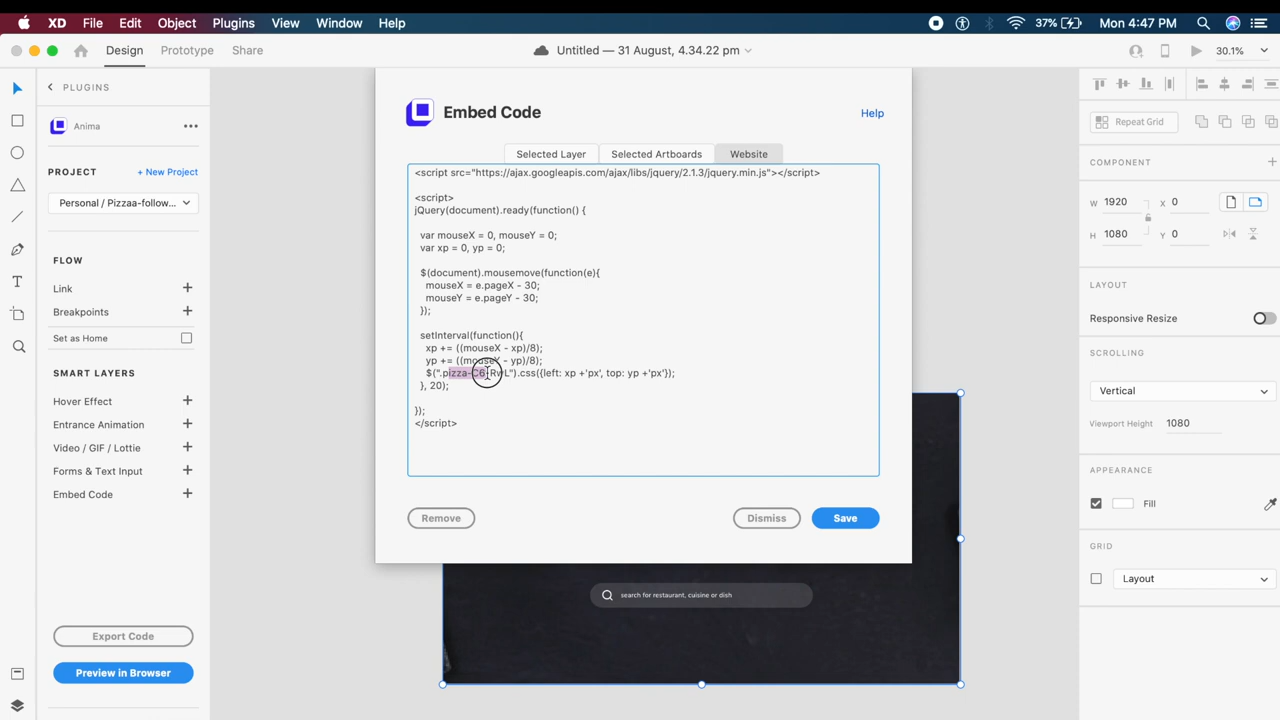 XD File Edit Object Plugins View Window Help 37% Mon 4:47 PM
Design Prototype Share Untitled — 31 August, 4.34.22 pm 30.1%
PLUGINS
Anima
PROJECT + New Project
Personal / Pizzaa-follow...
FLOW
Link +
Breakpoints +
Set as Home
SMART LAYERS
Hover Effect +
Entrance Animation +
Video / GIF / Lottie +
Forms & Text Input +
Embed Code +
Export Code
Preview in Browser
Embed Code
Help
Selected Layer Selected Artboards Website
<script src="https://ajax.googleapis.com/ajax/libs/jquery/2.1.3/jquery.min.js"></script>
<script>
jQuery(document).ready(function() {
var mouseX = 0, mouseY = 0;
var xp = 0, yp = 0;
$(document).mousemove(function(e){
mouseX = e.pageX - 30;
mouseY = e.pageY - 30;
});
setInterval(function(){
xp += ((mouseX - xp)/8);
yp += ((mouseY - yp)/8);
$(".pizza-C6-RwL").css({left: xp +'px', top: yp +'px'});
}, 20);
});
</script>
Remove Dismiss Save
search for restaurant, cuisine or dish
Repeat Grid
COMPONENT +
W 1920 X 0
H 1080 Y 0
LAYOUT
Responsive Resize
SCROLLING
Vertical
Viewport Height 1080
APPEARANCE
Fill
GRID
Layout